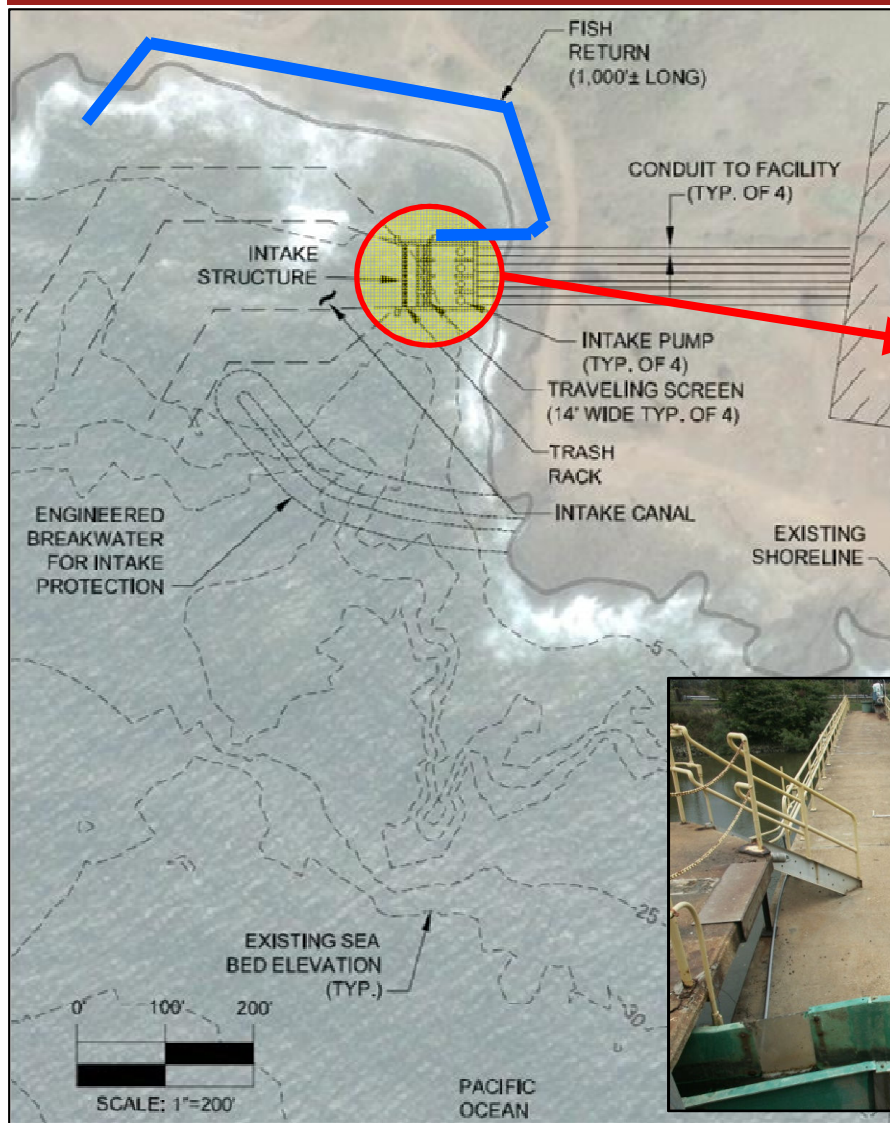 FISH
RETURN
(1,000'± LONG)
CONDUIT TO FACILITY
(TYP. OF 4)
INTAKE
STRUCTURE
INTAKE PUMP
(TYP. OF 4)
TRAVELING SCREEN
(14' WIDE TYP. OF 4)
TRASH
RACK
INTAKE CANAL
ENGINEERED
BREAKWATER
FOR INTAKE
PROTECTION
EXISTING
SHORELINE
-5
-25
EXISTING SEA
BED ELEVATION
(TYP.)
-30
0' 100' 200'
SCALE: 1"=200'
PACIFIC
OCEAN